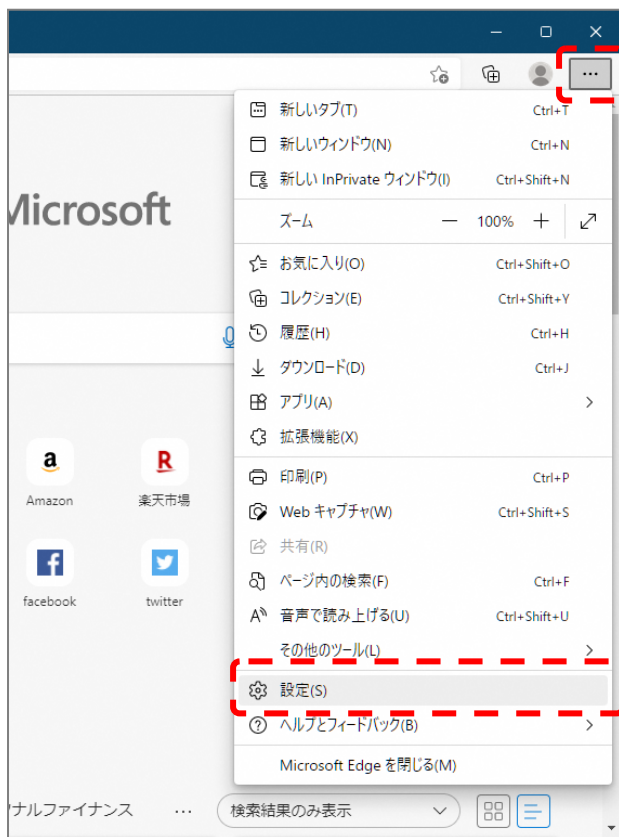 新しいタブ(T) Ctrl+T
新しいウィンドウ(N) Ctrl+N
新しい InPrivate ウィンドウ(I) Ctrl+Shift+N
Microsoft
ズーム 100%
お気に入り(O) Ctrl+Shift+O
コレクション(E) Ctrl+Shift+Y
履歴(H) Ctrl+H
ダウンロード(D) Ctrl+J
アプリ(A)
拡張機能(X)
印刷(P) Ctrl+P
Amazon
楽天市場
Web キャプチャ(W) Ctrl+Shift+S
共有(R)
ページ内の検索(F) Ctrl+F
facebook
twitter
音声で読み上げる(U) Ctrl+Shift+U
その他のツール(L)
設定(S)
ヘルプとフィードバック(B)
Microsoft Edge を閉じる(M)
ナルファイナンス ... 検索結果のみ表示